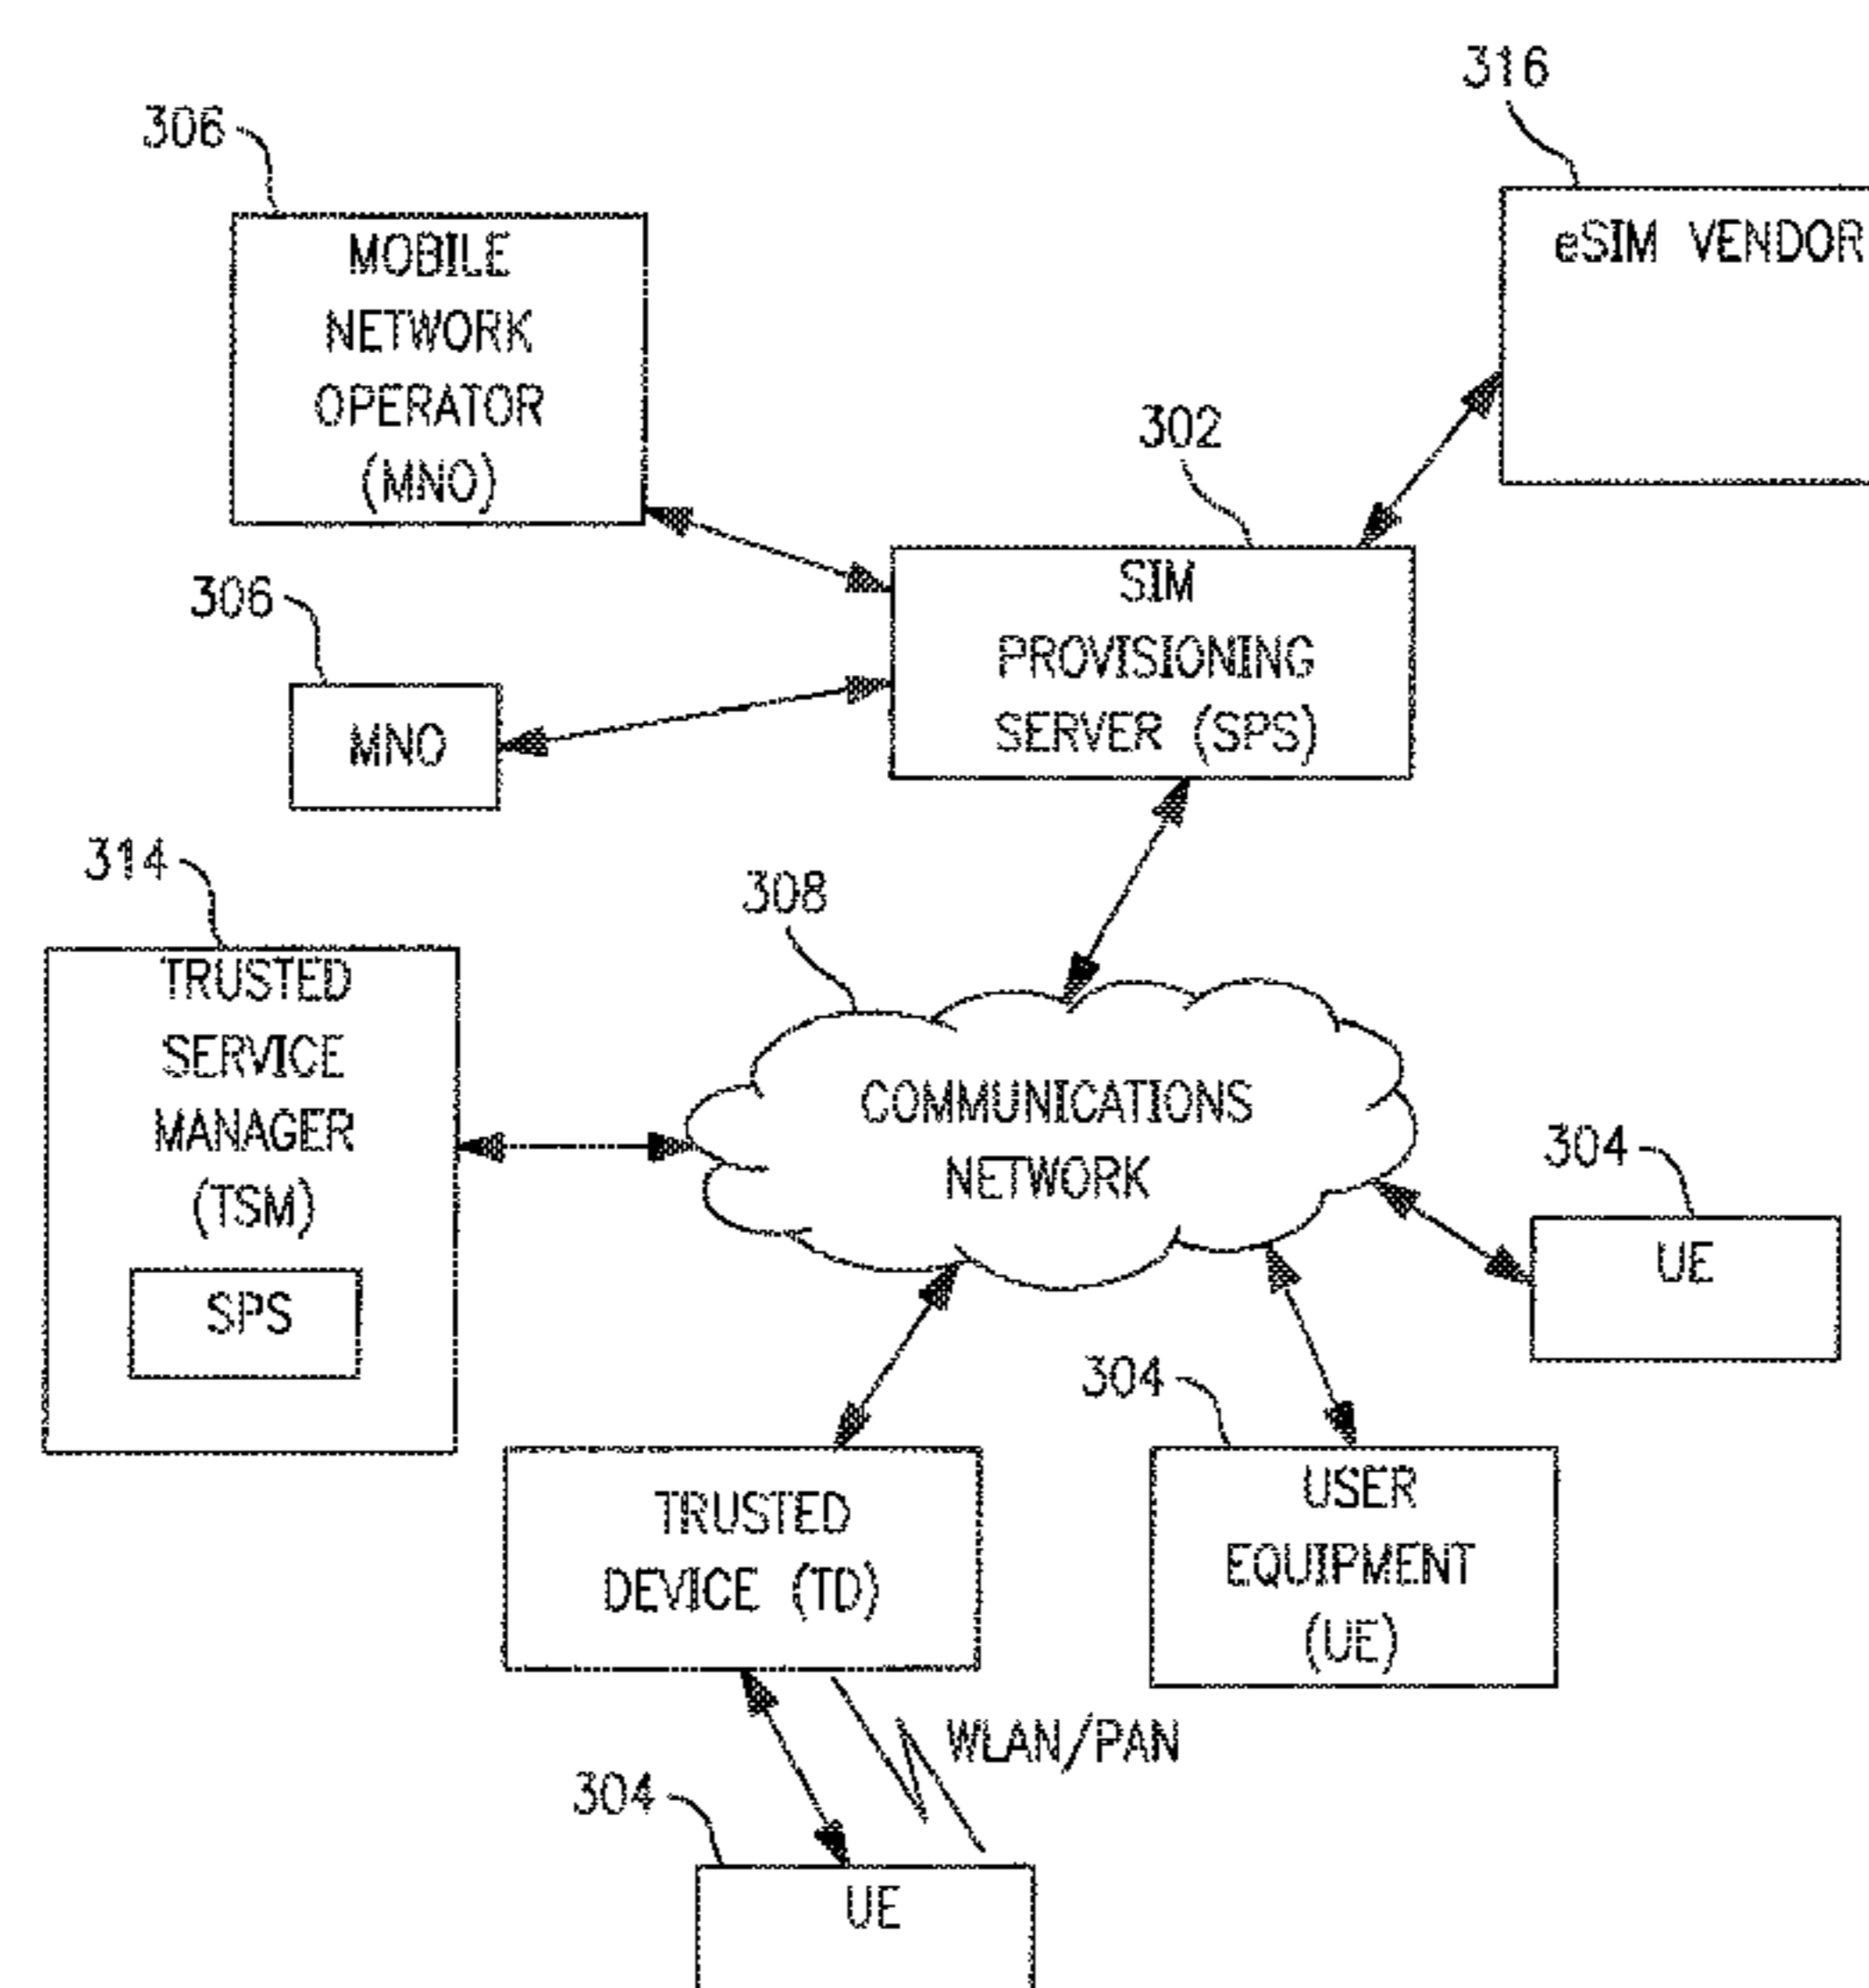 316
306
MOBILE
NETWORK
OPERATOR
(MNO)
eSIM VENDOR
302
SIM
PROVISIONING
SERVER (SPS)
306
MNO
314
TRUSTED
SERVICE
MANAGER
(TSM)
SPS
308
COMMUNICATIONS
NETWORK
304
UE
304
USER
EQUIPMENT
(UE)
TRUSTED
DEVICE (TD)
WLAN/PAN
304
UE